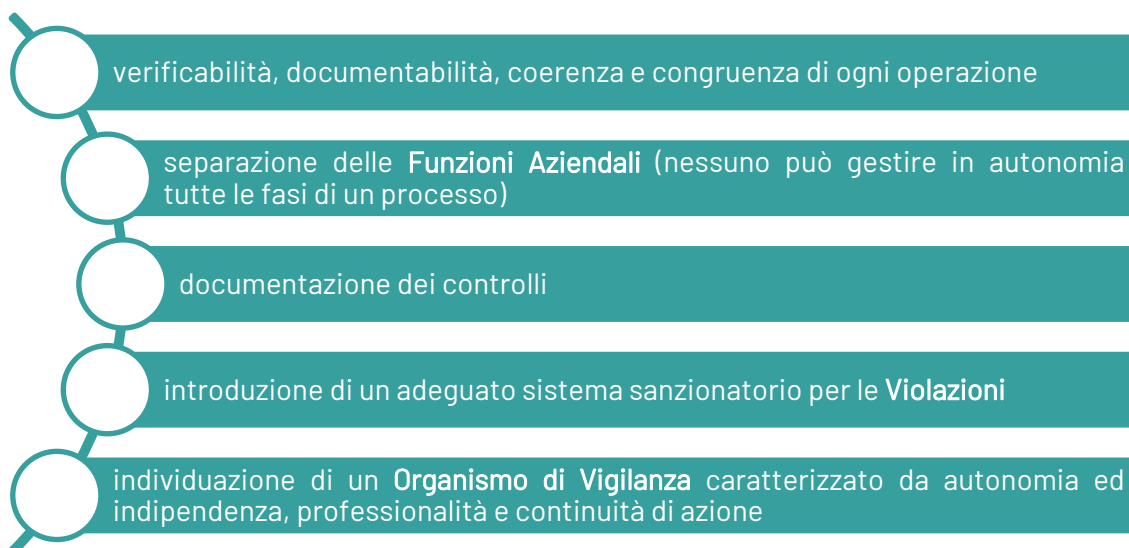 verificabilità, documentabilità, coerenza e congruenza di ogni operazione
separazione delle Funzioni Aziendali (nessuno può gestire in autonomia
tutte le fasi di un processo)
documentazione dei controlli
introduzione di un adeguato sistema sanzionatorio per le Violazioni
individuazione di un Organismo di Vigilanza caratterizzato da autonomia ed
indipendenza, professionalità e continuità di azione